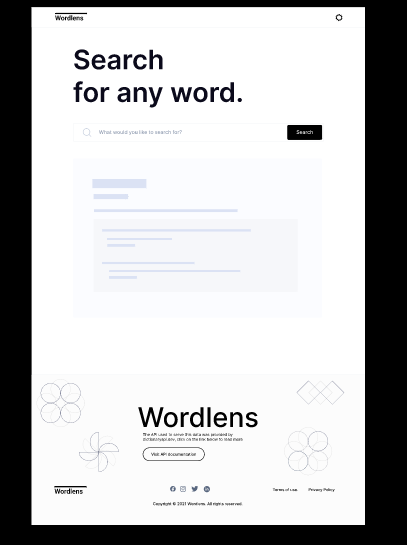 Wordlens
Search
for any word.
What would you like to search for?
Search
Wordlens
The API used to serve this data was provided by
dictionaryapi.dev, click on the link below to read more
Visit API documentation
Wordlens
Terms of use
Privacy Policy
Copyright © 2021 Wordlens. All rights reserved.